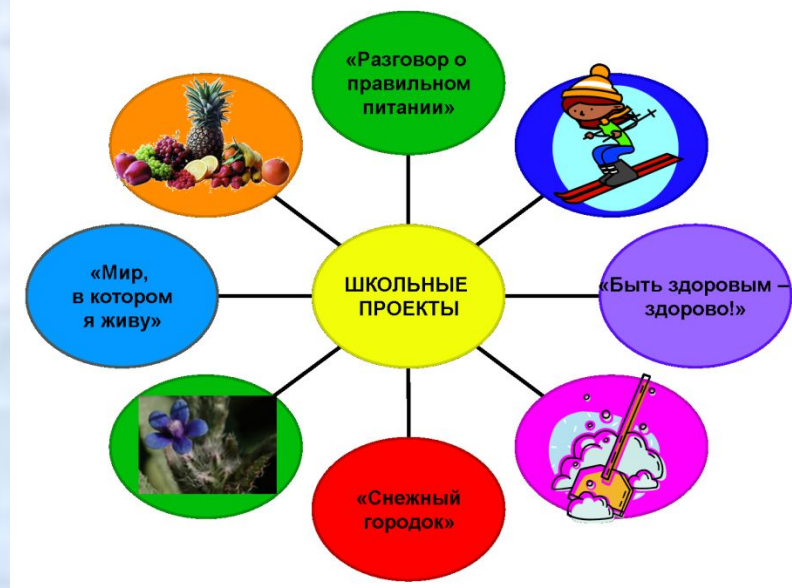 «Разговор о
правильном
питании»
«Мир,
в котором
я живу»
ШКОЛЬНЫЕ
ПРОЕКТЫ
«Быть здоровым –
здорово!»
«Снежный
городок»